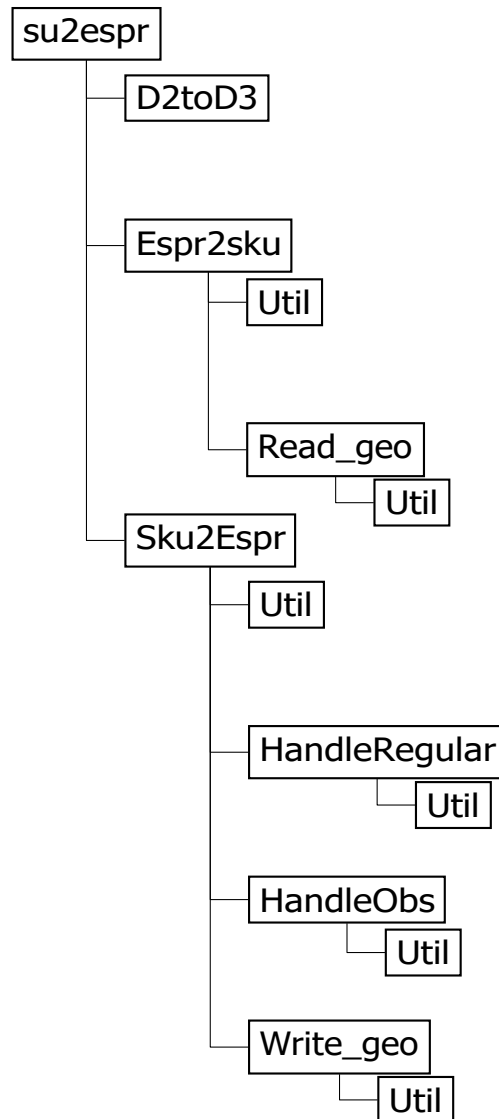 su2espr
D2toD3
Espr2sku
Util
Read_geo
Util
Sku2Espr
Util
HandleRegular
Util
HandleObs
Util
Write_geo
Util